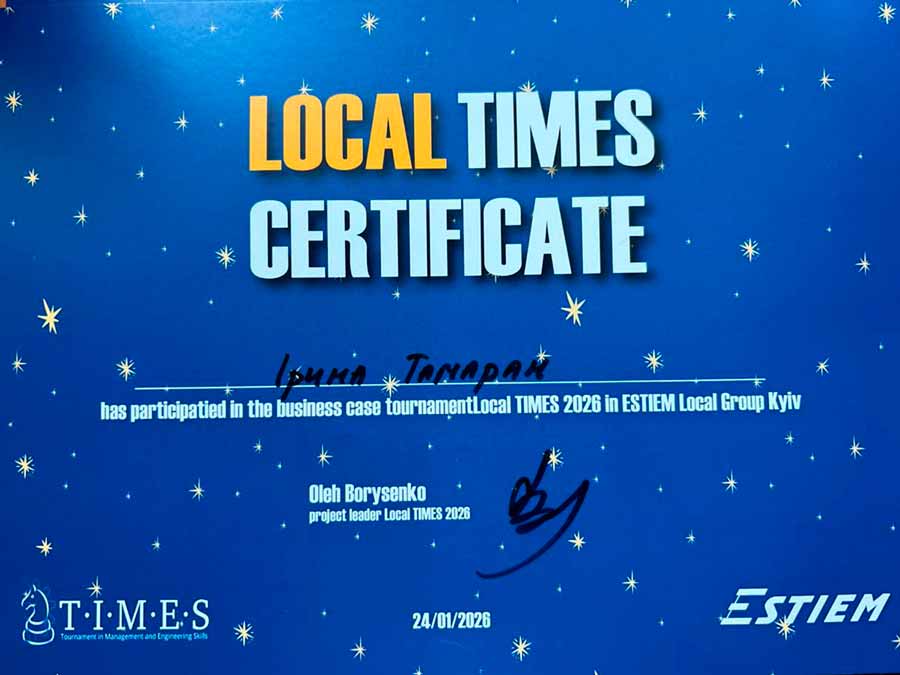 LOCAL TIMES
CERTIFICATE
Ірина Тамаран
has participatied in the business case tournamentLocal TIMES 2026 in ESTIEM Local Group Kyiv
Oleh Borysenko
project leader Local TIMES 2026
T·I·M·E·S
Tournament in Management and Engineering Skills
24/01/2026
ESTIEM